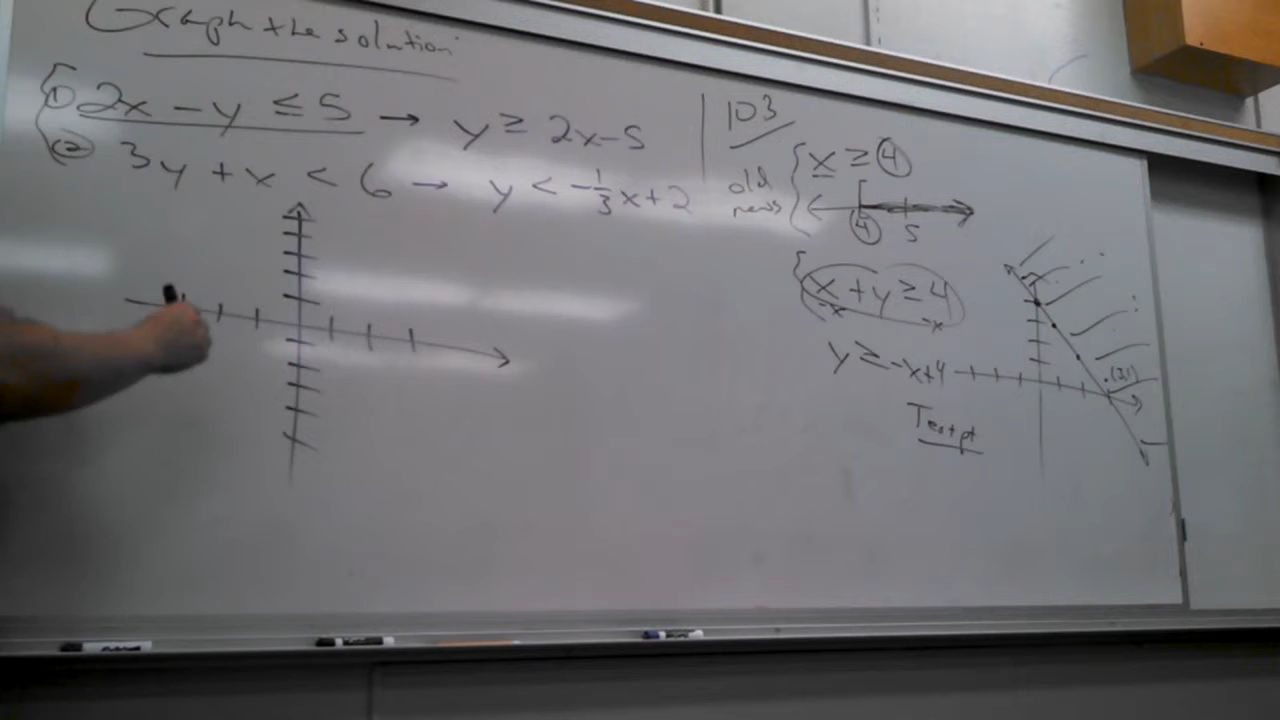 Graph the solution
① 2x − y ≤ 5 → y ≥ 2x−5
② 3y + x < 6 → y < −1/3x+2
103
old news
x ≥ 4
4 5
x + y ≥ 4
−x −x
y ≥ −x+4
(3,1)
Test pt